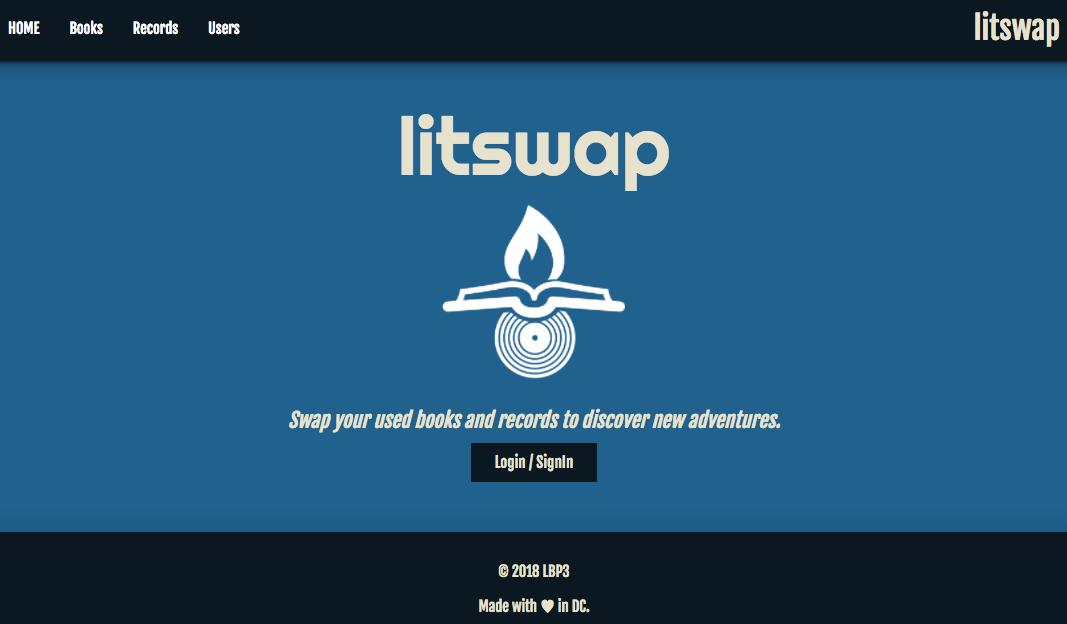 HOME Books Records Users litswap
litswap
Swap your used books and records to discover new adventures.
Login / SignIn
© 2018 LBP3
Made with ♥ in DC.